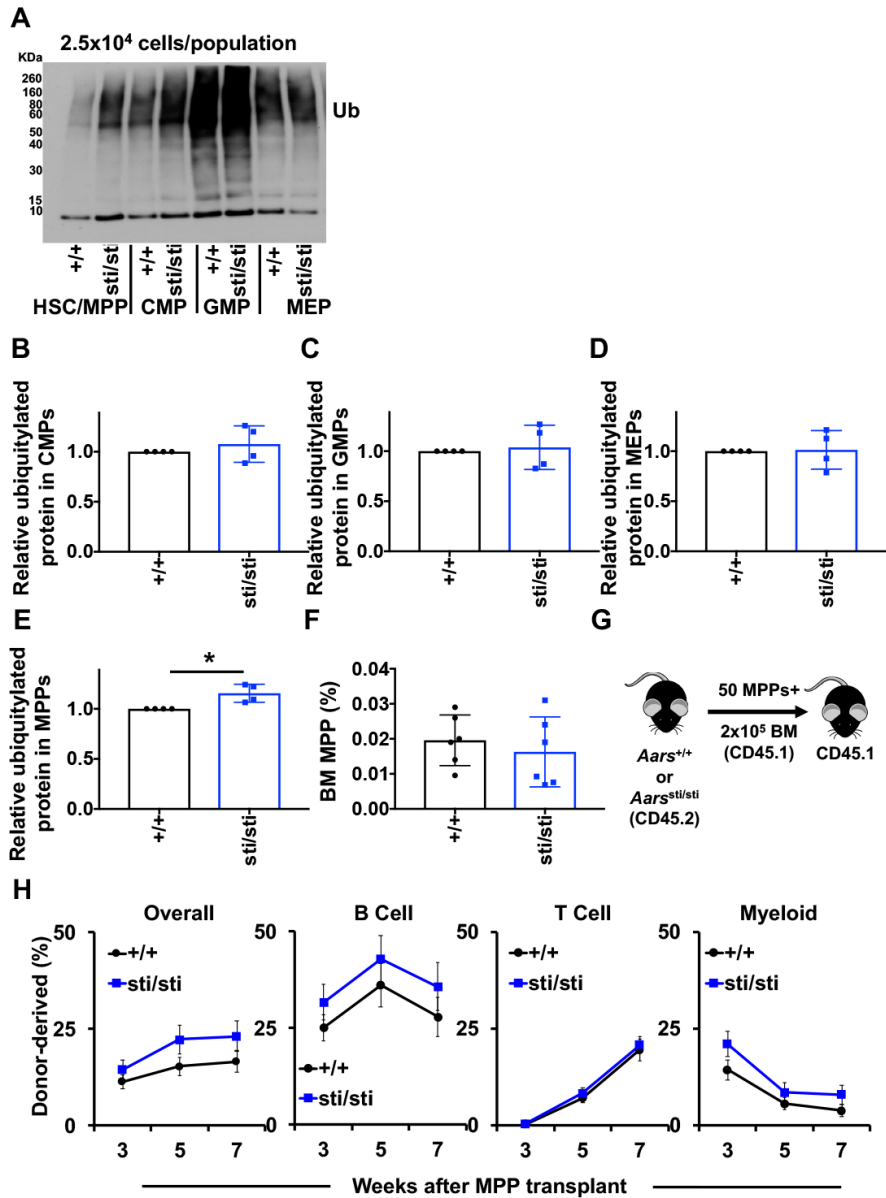 A
2.5x10⁴ cells/population
KDa
260
160
80
60
50
40
30
15
10
Ub
+/+
sti/sti
+/+
sti/sti
+/+
sti/sti
+/+
sti/sti
HSC/MPP CMP GMP MEP
B
Relative ubiquitylated
protein in CMPs
1.0
0.5
0.0
+/+
sti/sti
C
Relative ubiquitylated
protein in GMPs
1.0
0.5
0.0
+/+
sti/sti
D
Relative ubiquitylated
protein in MEPs
1.0
0.5
0.0
+/+
sti/sti
E
Relative ubiquitylated
protein in MPPs
1.0
0.5
0.0
*
+/+
sti/sti
F
BM MPP (%)
0.04
0.03
0.02
0.01
0.00
+/+
sti/sti
G
50 MPPs+
2x10⁵ BM
(CD45.1)
CD45.1
Aars⁺/⁺
or
Aarsˢᵗⁱ/ˢᵗⁱ
(CD45.2)
H
Donor-derived (%)
Overall
50
25
0
+/+
sti/sti
3 5 7
B Cell
50
25
0
+/+
sti/sti
3 5 7
T Cell
50
25
0
+/+
sti/sti
3 5 7
Myeloid
50
25
0
+/+
sti/sti
3 5 7
Weeks after MPP transplant